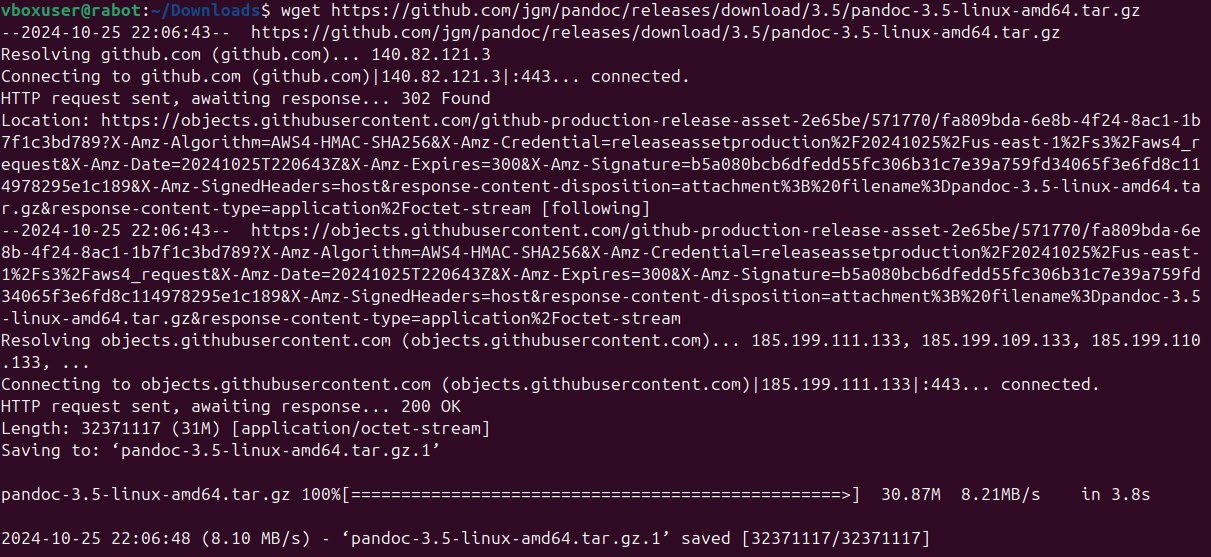 vboxuser@rabot:~/Downloads$ wget https://github.com/jgm/pandoc/releases/download/3.5/pandoc-3.5-linux-amd64.tar.gz
--2024-10-25 22:06:43--  https://github.com/jgm/pandoc/releases/download/3.5/pandoc-3.5-linux-amd64.tar.gz
Resolving github.com (github.com)... 140.82.121.3
Connecting to github.com (github.com)|140.82.121.3|:443... connected.
HTTP request sent, awaiting response... 302 Found
Location: https://objects.githubusercontent.com/github-production-release-asset-2e65be/571770/fa809bda-6e8b-4f24-8ac1-1b
7f1c3bd789?X-Amz-Algorithm=AWS4-HMAC-SHA256&X-Amz-Credential=releaseassetproduction%2F20241025%2Fus-east-1%2Fs3%2Faws4_r
equest&X-Amz-Date=20241025T220643Z&X-Amz-Expires=300&X-Amz-Signature=b5a080bcb6dfedd55fc306b31c7e39a759fd34065f3e6fd8c11
4978295e1c189&X-Amz-SignedHeaders=host&response-content-disposition=attachment%3B%20filename%3Dpandoc-3.5-linux-amd64.ta
r.gz&response-content-type=application%2Foctet-stream [following]
--2024-10-25 22:06:43--  https://objects.githubusercontent.com/github-production-release-asset-2e65be/571770/fa809bda-6e
8b-4f24-8ac1-1b7f1c3bd789?X-Amz-Algorithm=AWS4-HMAC-SHA256&X-Amz-Credential=releaseassetproduction%2F20241025%2Fus-east-
1%2Fs3%2Faws4_request&X-Amz-Date=20241025T220643Z&X-Amz-Expires=300&X-Amz-Signature=b5a080bcb6dfedd55fc306b31c7e39a759fd
34065f3e6fd8c114978295e1c189&X-Amz-SignedHeaders=host&response-content-disposition=attachment%3B%20filename%3Dpandoc-3.5
-linux-amd64.tar.gz&response-content-type=application%2Foctet-stream
Resolving objects.githubusercontent.com (objects.githubusercontent.com)... 185.199.111.133, 185.199.109.133, 185.199.110
.133, ...
Connecting to objects.githubusercontent.com (objects.githubusercontent.com)|185.199.111.133|:443... connected.
HTTP request sent, awaiting response... 200 OK
Length: 32371117 (31M) [application/octet-stream]
Saving to: ‘pandoc-3.5-linux-amd64.tar.gz.1’
pandoc-3.5-linux-amd64.tar.gz 100%[=================================================>]  30.87M  8.21MB/s    in 3.8s
2024-10-25 22:06:48 (8.10 MB/s) - ‘pandoc-3.5-linux-amd64.tar.gz.1’ saved [32371117/32371117]